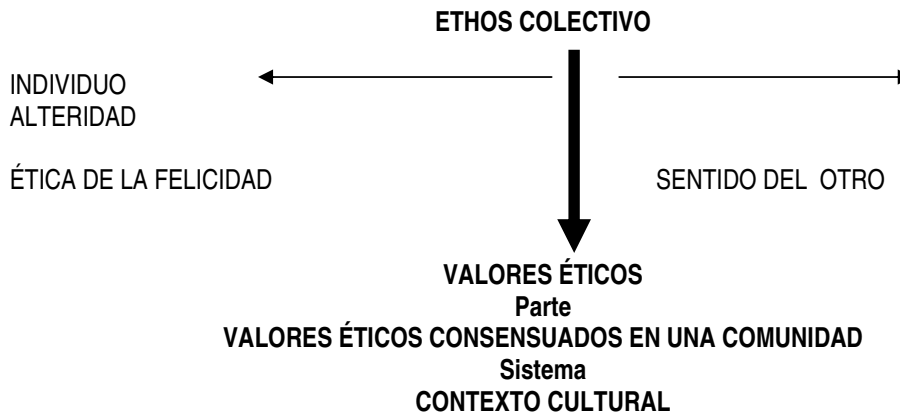 ETHOS COLECTIVO
INDIVIDUO
ALTERIDAD
ÉTICA DE LA FELICIDAD
SENTIDO DEL OTRO
VALORES ÉTICOS
Parte
VALORES ÉTICOS CONSENSUADOS EN UNA COMUNIDAD
Sistema
CONTEXTO CULTURAL